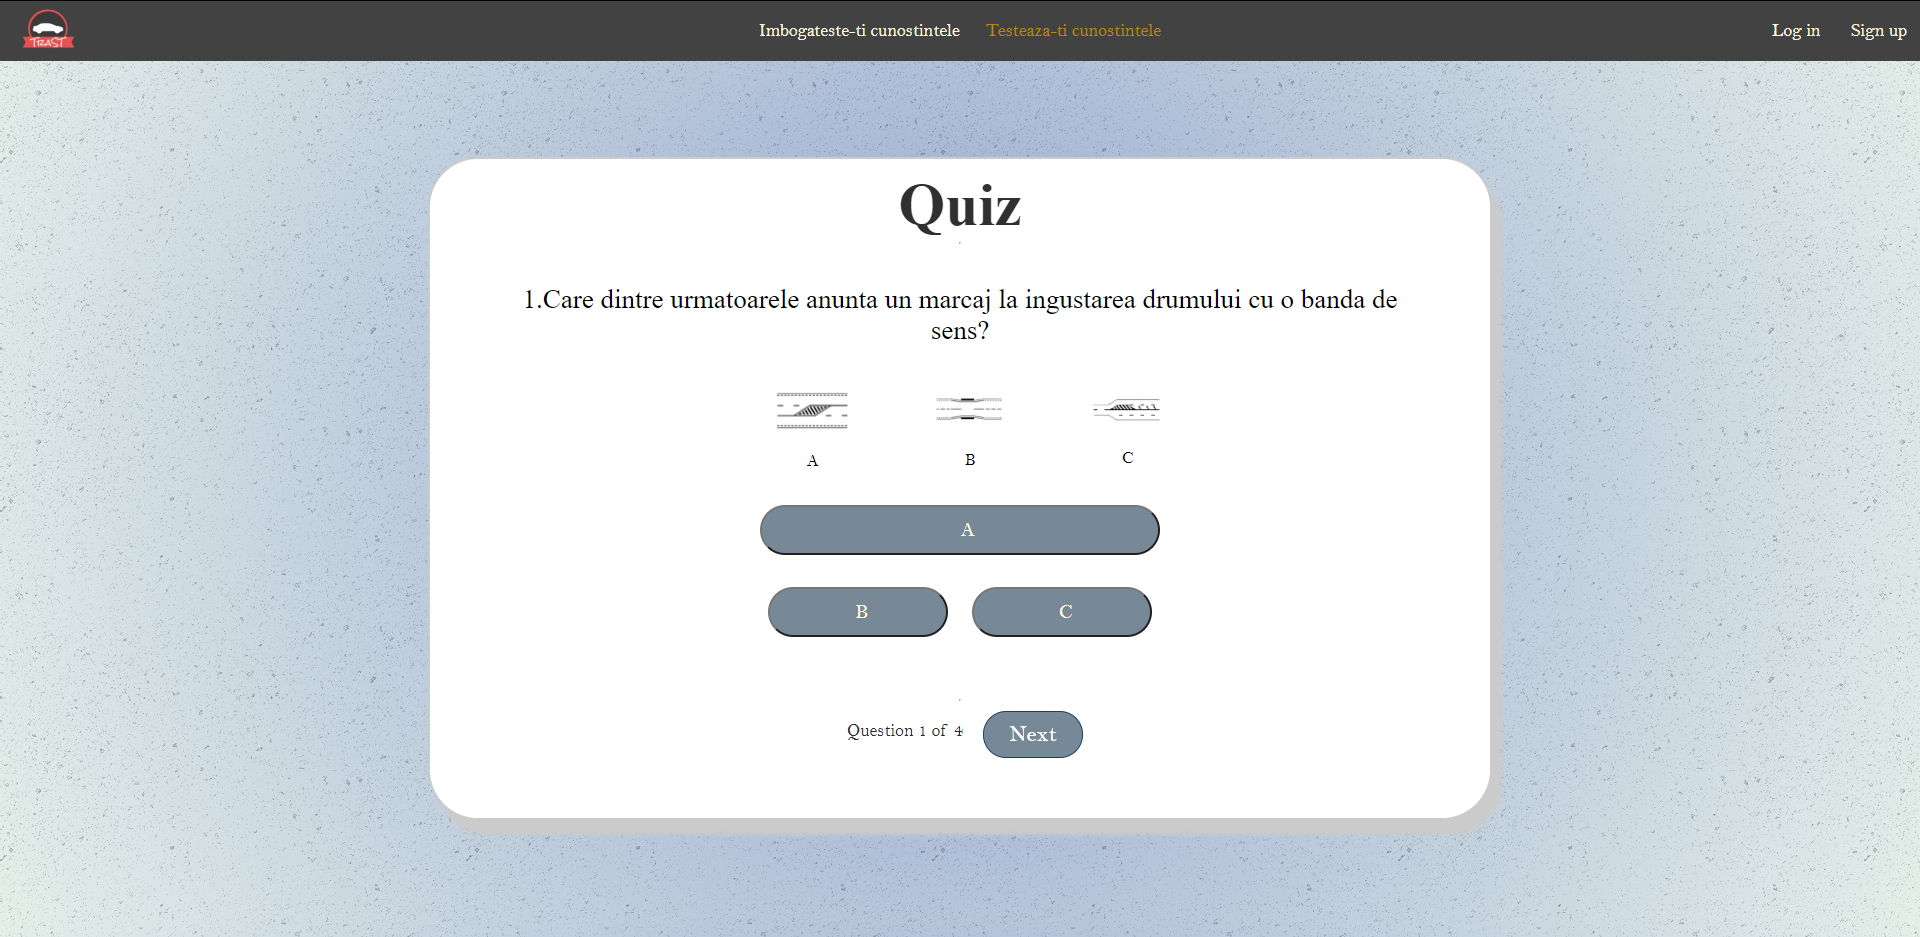 TRAST
Imbogateste-ti cunostintele
Testeaza-ti cunostintele
Log in
Sign up
Quiz
1.Care dintre urmatoarele anunta un marcaj la ingustarea drumului cu o banda de
sens?
A
B
C
A
B
C
Question 1 of 4
Next